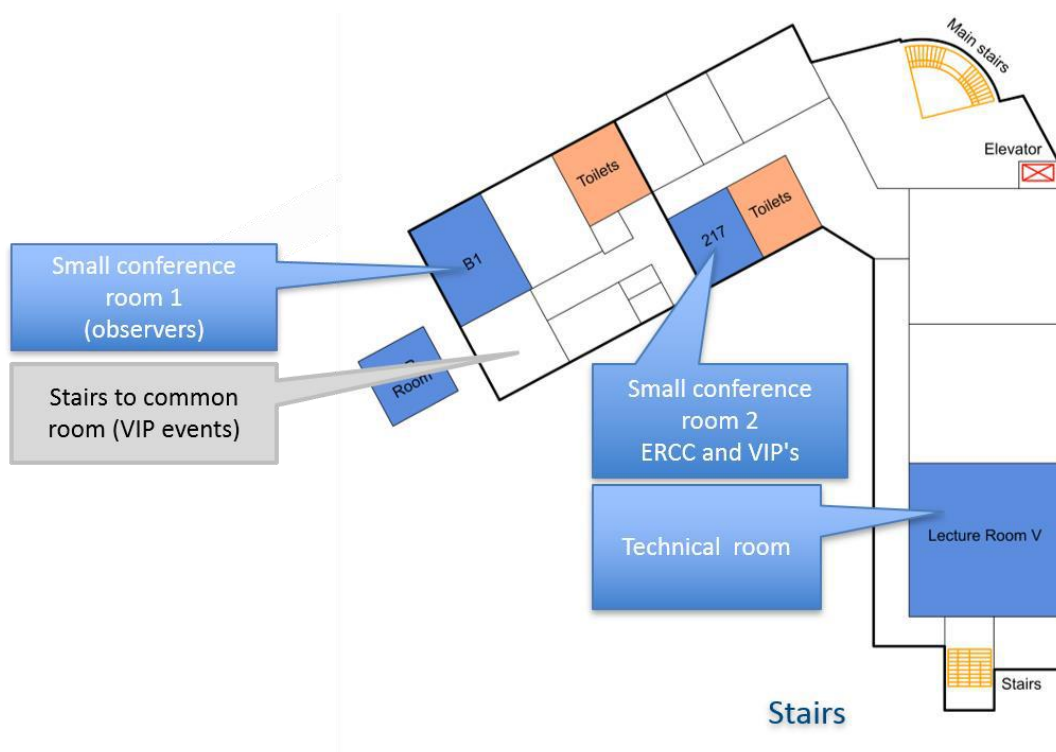 Main stairs
Elevator
Toilets
Toilets
217
B1
Small conference
room 1
(observers)
Room
Stairs to common
room (VIP events)
Small conference
room 2
ERCC and VIP's
Technical room
Lecture Room V
Stairs
Stairs